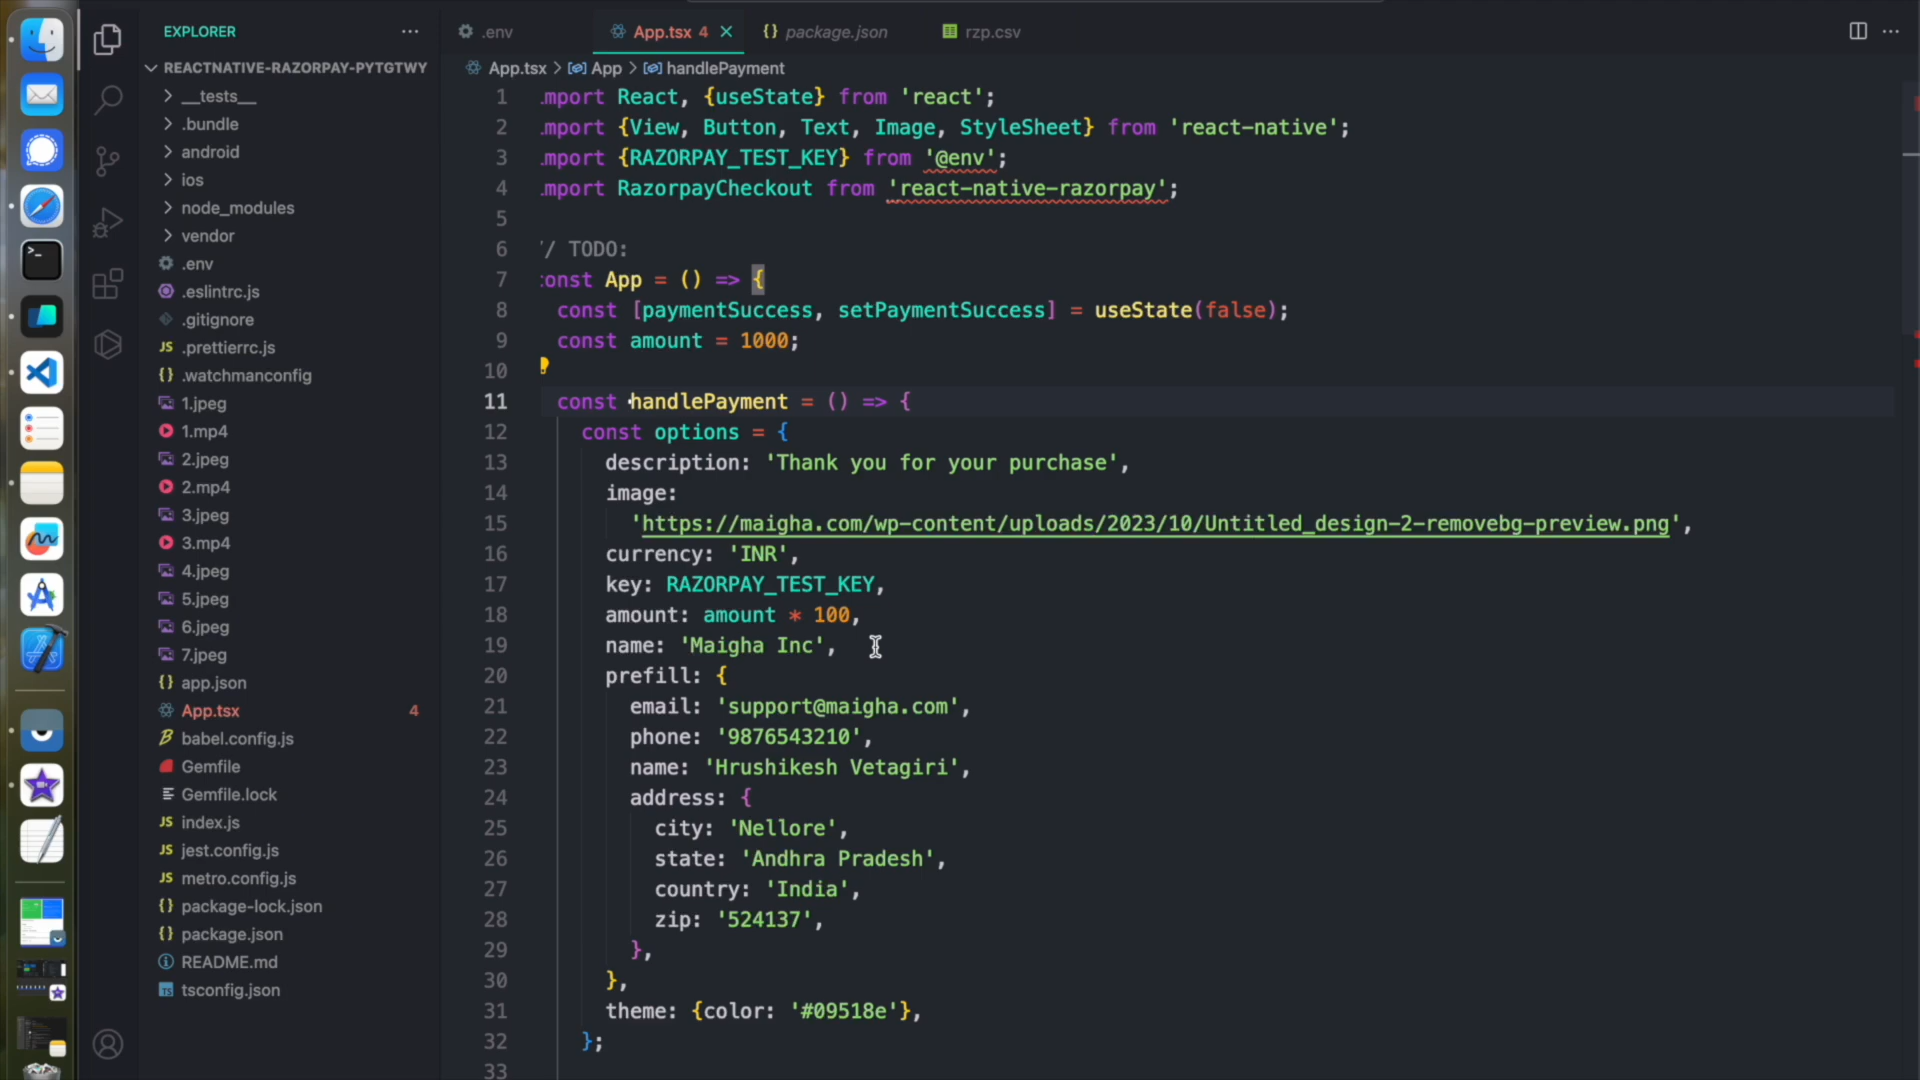 EXPLORER
REACTNATIVE-RAZORPAY-PYTGTWY
__tests__
.bundle
android
ios
node_modules
vendor
.env
.eslintrc.js
.gitignore
JS .prettierrc.js
{} .watchmanconfig
1.jpeg
1.mp4
2.jpeg
2.mp4
3.jpeg
3.mp4
4.jpeg
5.jpeg
6.jpeg
7.jpeg
{} app.json
App.tsx 4
babel.config.js
Gemfile
Gemfile.lock
JS index.js
JS jest.config.js
JS metro.config.js
{} package-lock.json
{} package.json
README.md
TS tsconfig.json
.env
App.tsx 4
{} package.json
rzp.csv
App.tsx > App > handlePayment
1 mport React, {useState} from 'react';
2 mport {View, Button, Text, Image, StyleSheet} from 'react-native';
3 mport {RAZORPAY_TEST_KEY} from '@env';
4 mport RazorpayCheckout from 'react-native-razorpay';
5
6 / TODO:
7 onst App = () => {
8 const [paymentSuccess, setPaymentSuccess] = useState(false);
9 const amount = 1000;
10
11 const handlePayment = () => {
12 const options = {
13 description: 'Thank you for your purchase',
14 image:
15 'https://maigha.com/wp-content/uploads/2023/10/Untitled_design-2-removebg-preview.png',
16 currency: 'INR',
17 key: RAZORPAY_TEST_KEY,
18 amount: amount * 100,
19 name: 'Maigha Inc',
20 prefill: {
21 email: 'support@maigha.com',
22 phone: '9876543210',
23 name: 'Hrushikesh Vetagiri',
24 address: {
25 city: 'Nellore',
26 state: 'Andhra Pradesh',
27 country: 'India',
28 zip: '524137',
29 },
30 },
31 theme: {color: '#09518e'},
32 };
33